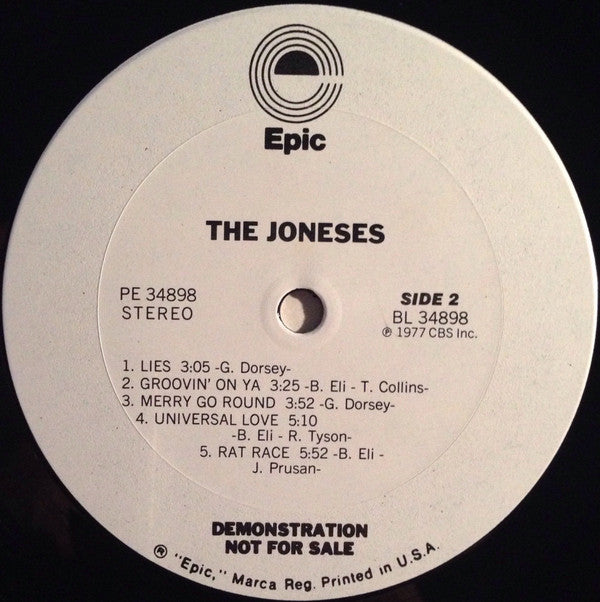 Epic
THE JONESES
PE 34898
STEREO
SIDE 2
BL 34898
℗ 1977 CBS Inc.
1. LIES 3:05 -G. Dorsey-
2. GROOVIN' ON YA 3:25 -B. Eli - T. Collins-
3. MERRY GO ROUND 3:52 -G. Dorsey-
4. UNIVERSAL LOVE 5:10
-B. Eli - R. Tyson-
5. RAT RACE 5:52 -B. Eli -
J. Prusan-
DEMONSTRATION
NOT FOR SALE
® "Epic," Marca Reg. Printed in U.S.A.